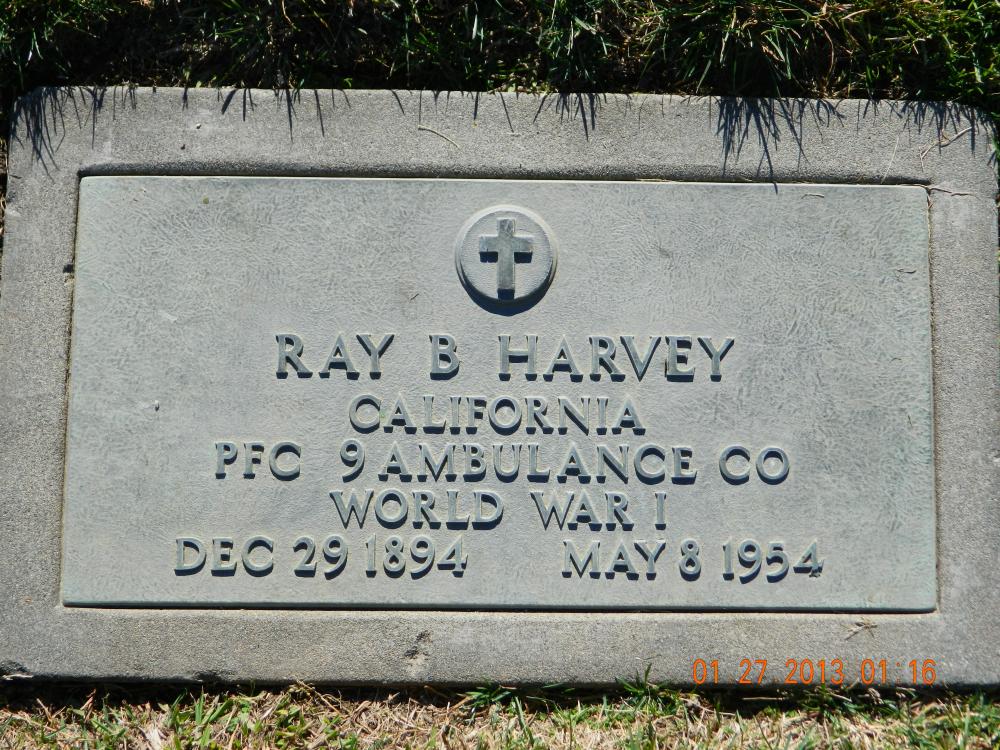 RAY B HARVEY
CALIFORNIA
PFC 9 AMBULANCE CO
WORLD WAR I
DEC 29 1894 MAY 8 1954
01 27 2013 01 16